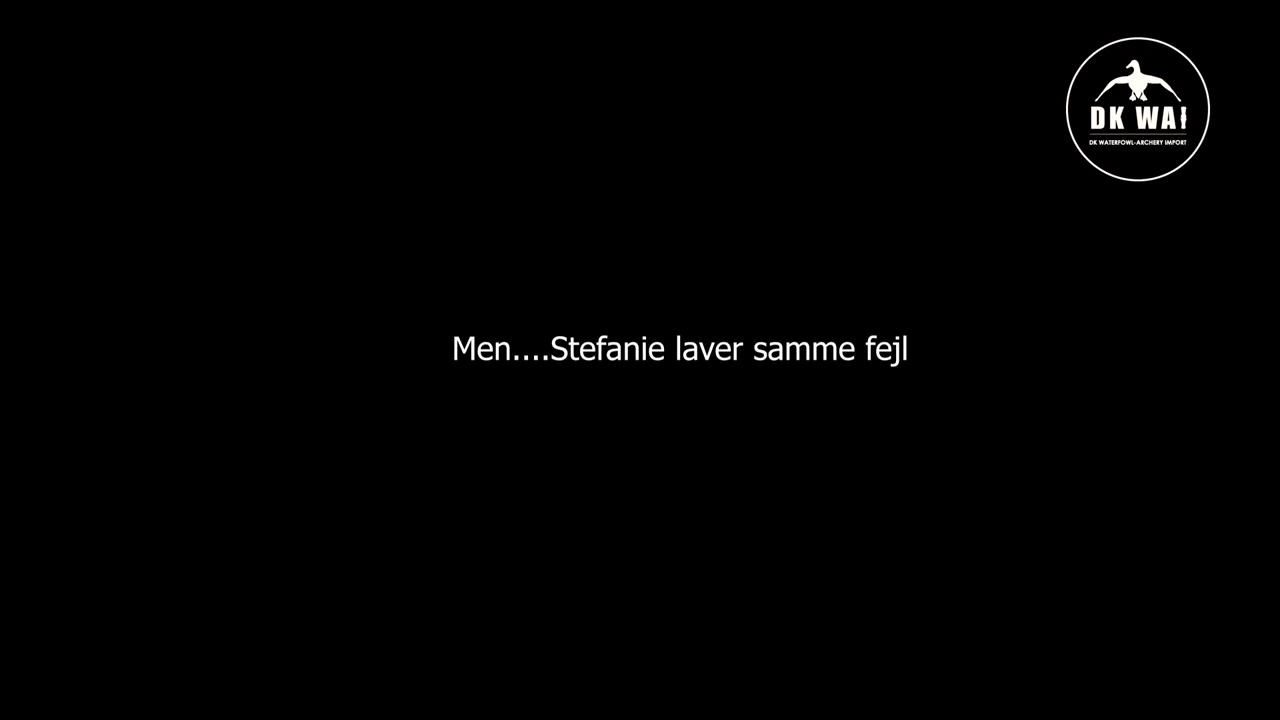 DK WAI
DK WATERFOWL-ARCHERY IMPORT
Men....Stefanie laver samme fejl